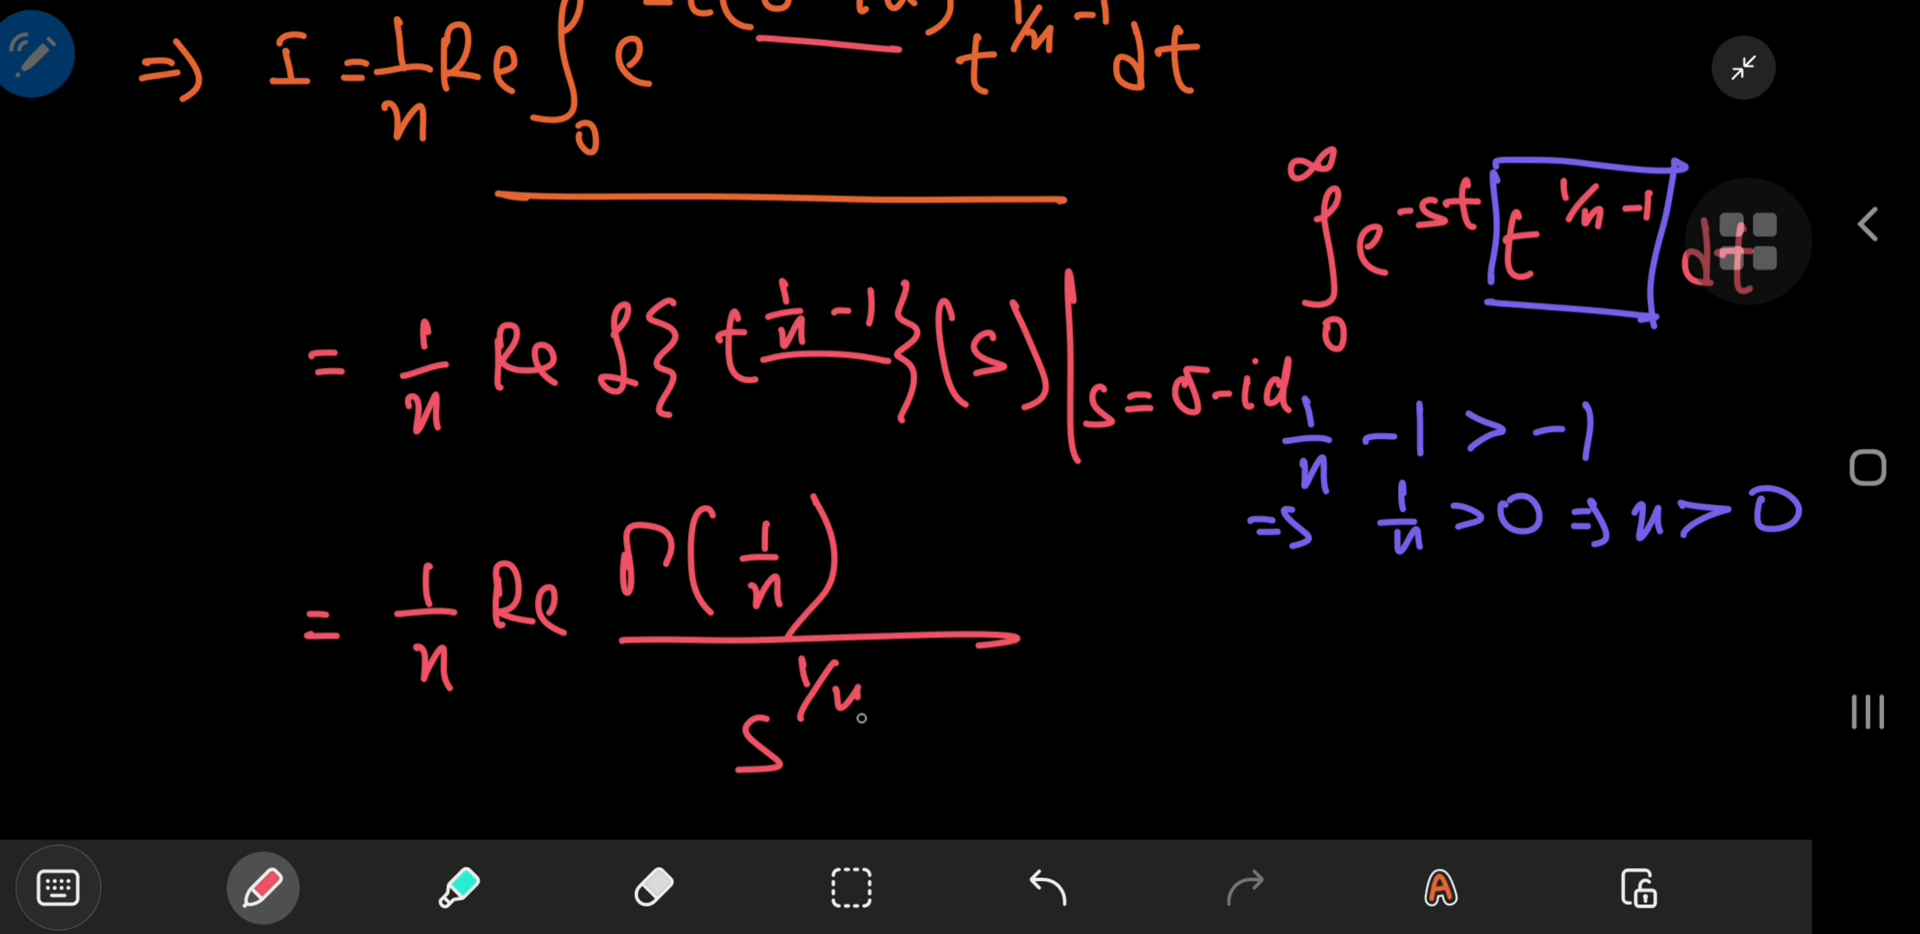 ⇒ I = 1/n Re ∫₀ e^{-t( )} t^{1/n -1} dt
∫₀^∞ e^{-st} t^{1/n -1} dt
= 1/n Re ℒ{ t^{1/n -1} }(s) |_{s = σ-id}
1/n -1 > -1
⇒ 1/n > 0 ⇒ n > 0
= 1/n Re Γ(1/n) / s^{1/n}